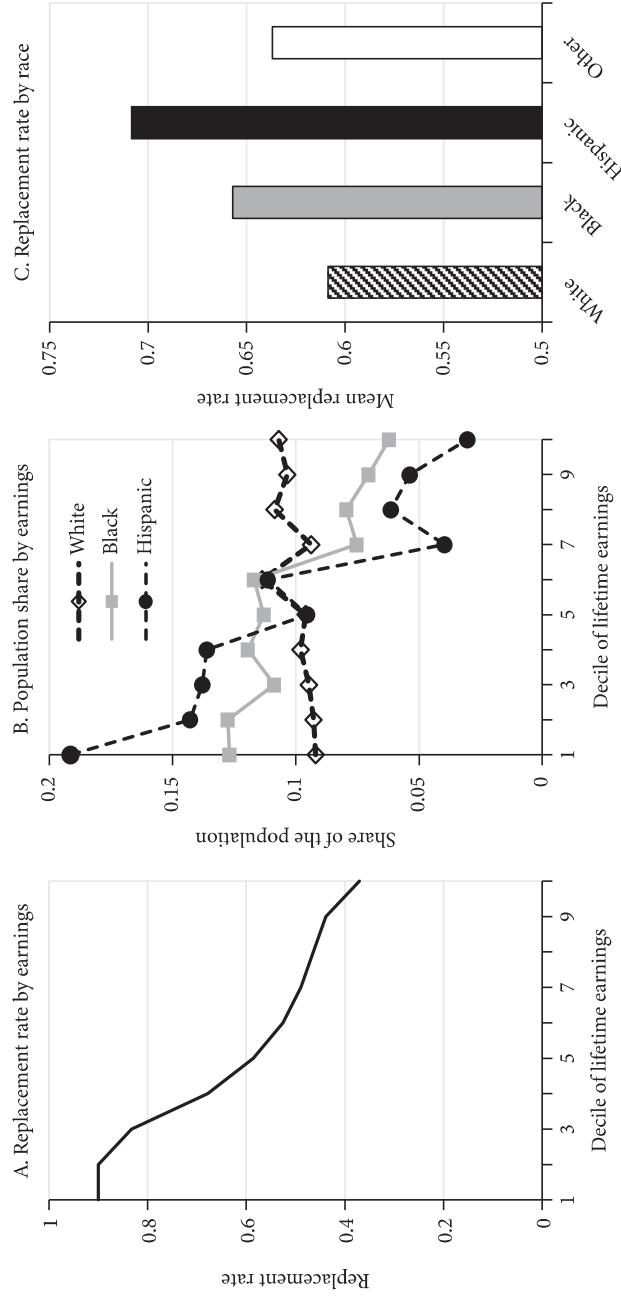 A. Replacement rate by earnings
1
0.8
0.6
0.4
0.2
0
Replacement rate
1 3 5 7 9
Decile of lifetime earnings
B. Population share by earnings
0.2
0.15
0.1
0.05
0
Share of the population
White
Black
Hispanic
1 3 5 7 9
Decile of lifetime earnings
C. Replacement rate by race
0.75
0.7
0.65
0.6
0.55
0.5
Mean replacement rate
White Black Hispanic Other